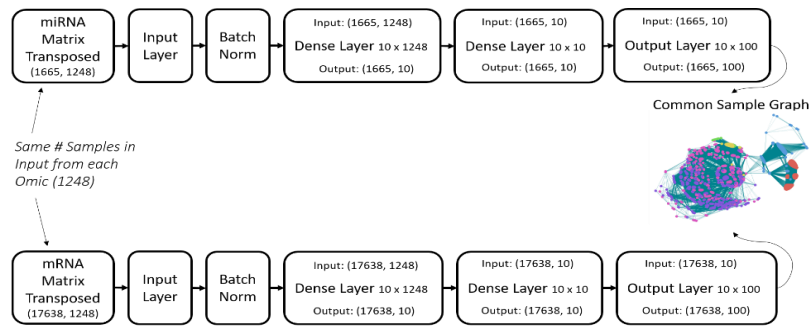 miRNA
Matrix
Transposed
(1665, 1248)
Input
Layer
Batch
Norm
Input: (1665, 1248)
Dense Layer 10 x 1248
Output: (1665, 10)
Input: (1665, 10)
Dense Layer 10 x 10
Output: (1665, 10)
Input: (1665, 10)
Output Layer 10 x 100
Output: (1665, 100)
Common Sample Graph
Same # Samples in
Input from each
Omic (1248)
mRNA
Matrix
Transposed
(17638, 1248)
Input
Layer
Batch
Norm
Input: (17638, 1248)
Dense Layer 10 x 1248
Output: (17638, 10)
Input: (17638, 10)
Dense Layer 10 x 10
Output: (17638, 10)
Input: (17638, 10)
Output Layer 10 x 100
Output: (17638, 100)